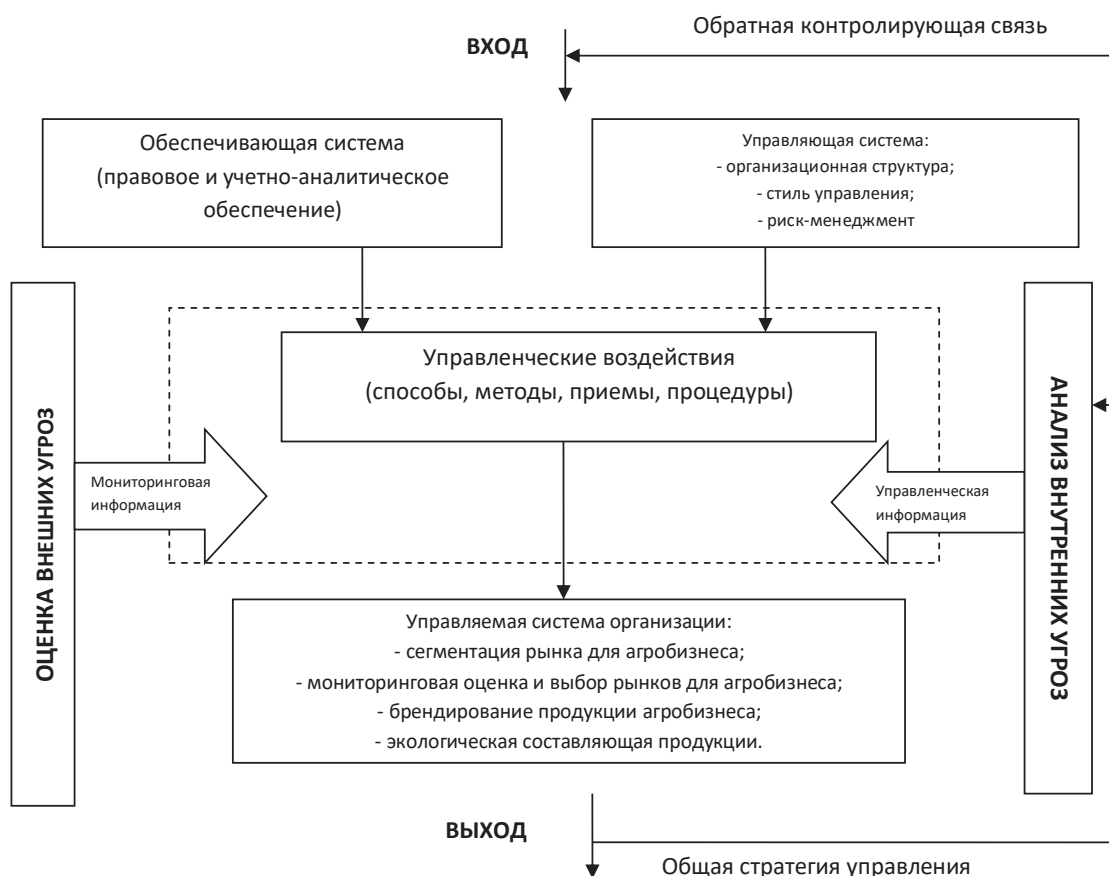 Обратная контролирующая связь
ВХОД
Обеспечивающая система
(правовое и учетно-аналитическое
обеспечение)
Управляющая система:
- организационная структура;
- стиль управления;
- риск-менеджмент
ОЦЕНКА ВНЕШНИХ УГРОЗ
Управленческие воздействия
(способы, методы, приемы, процедуры)
АНАЛИЗ ВНУТРЕННИХ УГРОЗ
Мониторинговая
информация
Управленческая
информация
Управляемая система организации:
- сегментация рынка для агробизнеса;
- мониторинговая оценка и выбор рынков для агробизнеса;
- брендирование продукции агробизнеса;
- экологическая составляющая продукции.
ВЫХОД
Общая стратегия управления